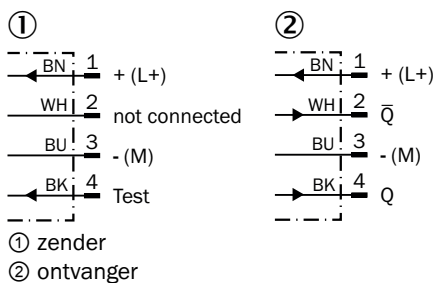 ①
BN 1 + (L+)
WH 2 not connected
BU 3 - (M)
BK 4 Test
②
BN 1 + (L+)
WH 2 Q̅
BU 3 - (M)
BK 4 Q
① zender
② ontvanger